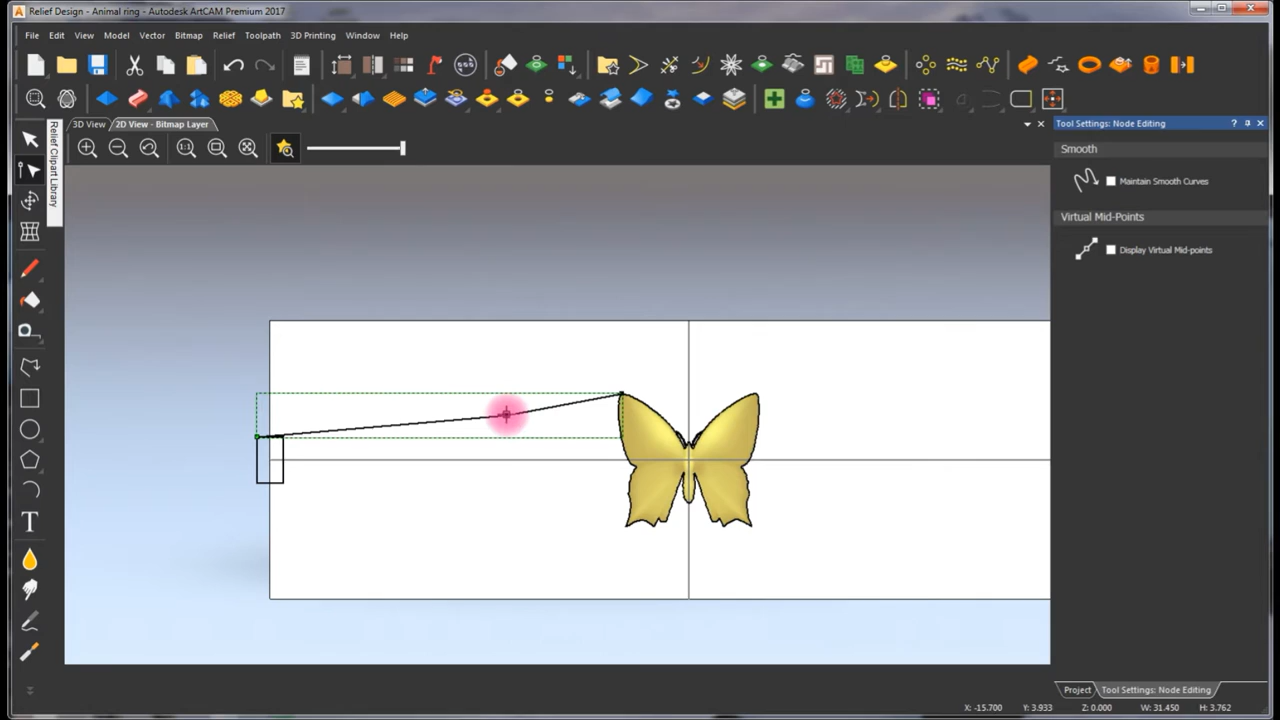 Relief Design - Animal ring - Autodesk ArtCAM Premium 2017
File Edit View Model Vector Bitmap Relief Toolpath 3D Printing Window Help
3D View 2D View - Bitmap Layer
Tool Settings: Node Editing
1:1
Relief Clipart Library
Smooth
Maintain Smooth Curves
Virtual Mid-Points
Display Virtual Mid-points
T
Project Tool Settings: Node Editing
X: -15.700 Y: 3.933 Z: 0.000 W: 31.450 H: 3.762